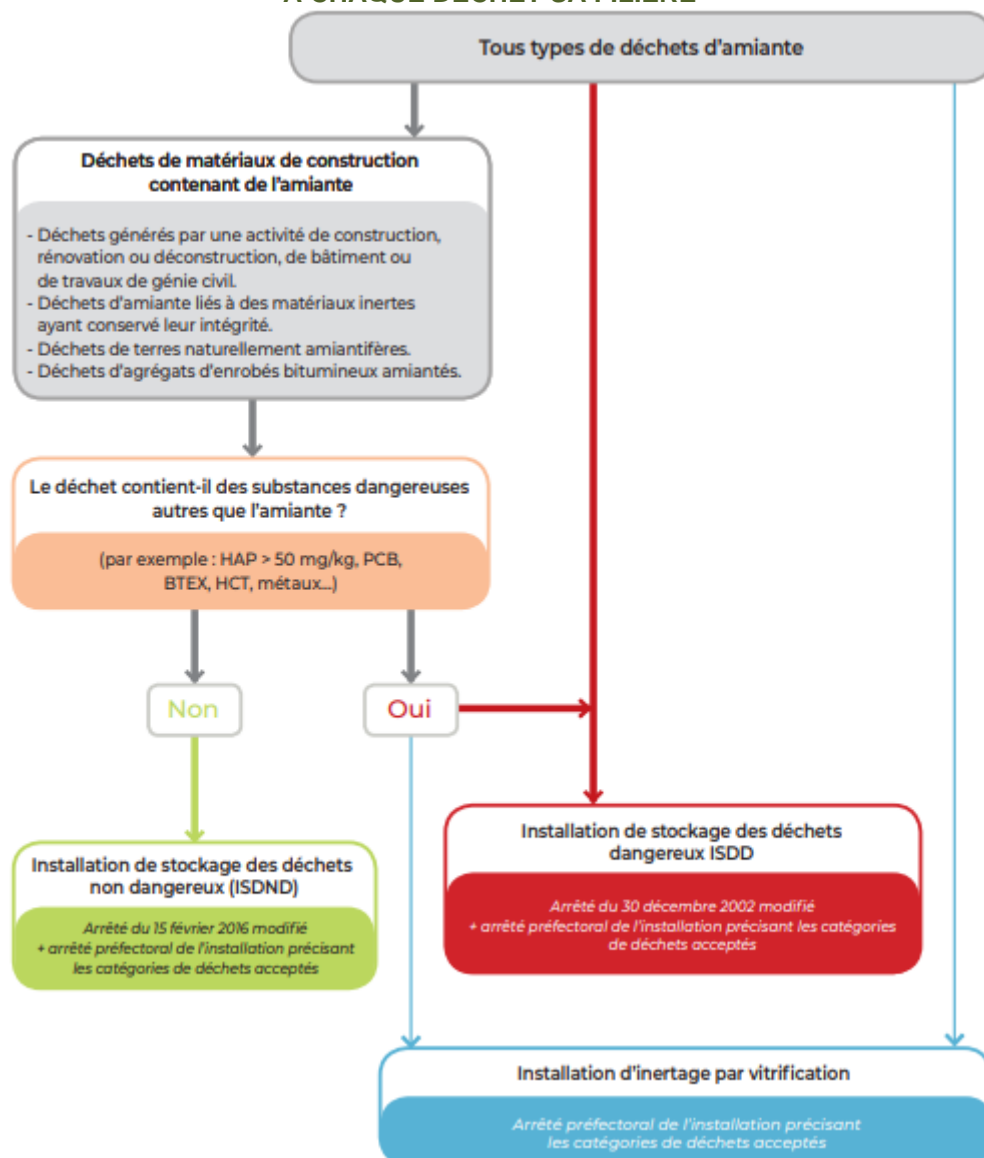 À CHAQUE DÉCHET SA FILIÈRE
Tous types de déchets d'amiante
Déchets de matériaux de construction
contenant de l'amiante
- Déchets générés par une activité de construction,
rénovation ou déconstruction, de bâtiment ou
de travaux de génie civil.
- Déchets d'amiante liés à des matériaux inertes
ayant conservé leur intégrité.
- Déchets de terres naturellement amiantifères.
- Déchets d'agrégats d'enrobés bitumineux amiantés.
Le déchet contient-il des substances dangereuses
autres que l'amiante ?
(par exemple : HAP > 50 mg/kg, PCB,
BTEX, HCT, métaux...)
Non
Oui
Installation de stockage des déchets
dangereux ISDD
Arrêté du 30 décembre 2002 modifié
+ arrêté préfectoral de l'installation précisant les catégories
de déchets acceptés
Installation de stockage des déchets
non dangereux (ISDND)
Arrêté du 15 février 2016 modifié
+ arrêté préfectoral de l'installation précisant
les catégories de déchets acceptés
Installation d'inertage par vitrification
Arrêté préfectoral de l'installation précisant
les catégories de déchets acceptés